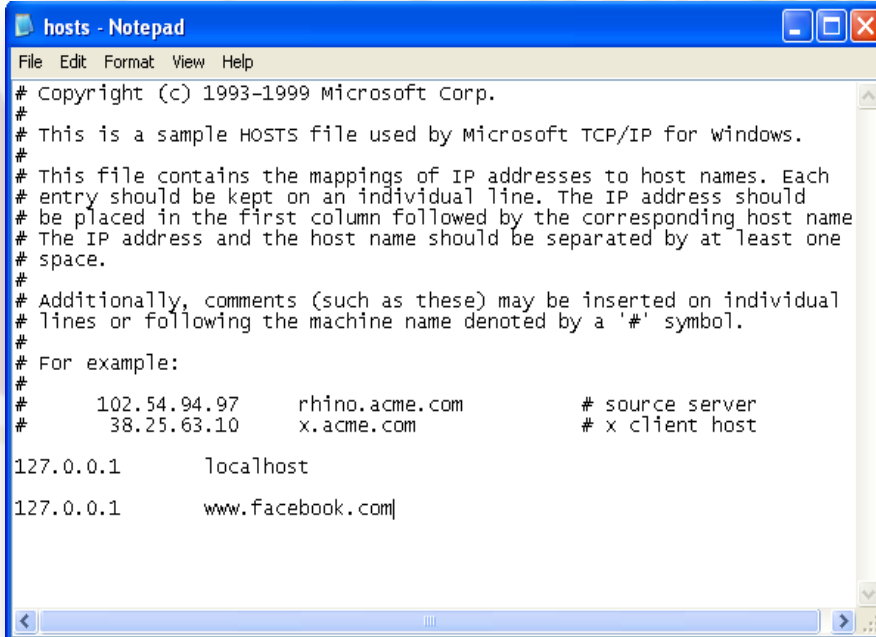 hosts - Notepad
File Edit Format View Help
# Copyright (c) 1993-1999 Microsoft Corp.
#
# This is a sample HOSTS file used by Microsoft TCP/IP for Windows.
#
# This file contains the mappings of IP addresses to host names. Each
# entry should be kept on an individual line. The IP address should
# be placed in the first column followed by the corresponding host name
# The IP address and the host name should be separated by at least one
# space.
#
# Additionally, comments (such as these) may be inserted on individual
# lines or following the machine name denoted by a '#' symbol.
#
# For example:
#
# 102.54.94.97 rhino.acme.com # source server
# 38.25.63.10 x.acme.com # x client host
127.0.0.1 localhost
127.0.0.1 www.facebook.com